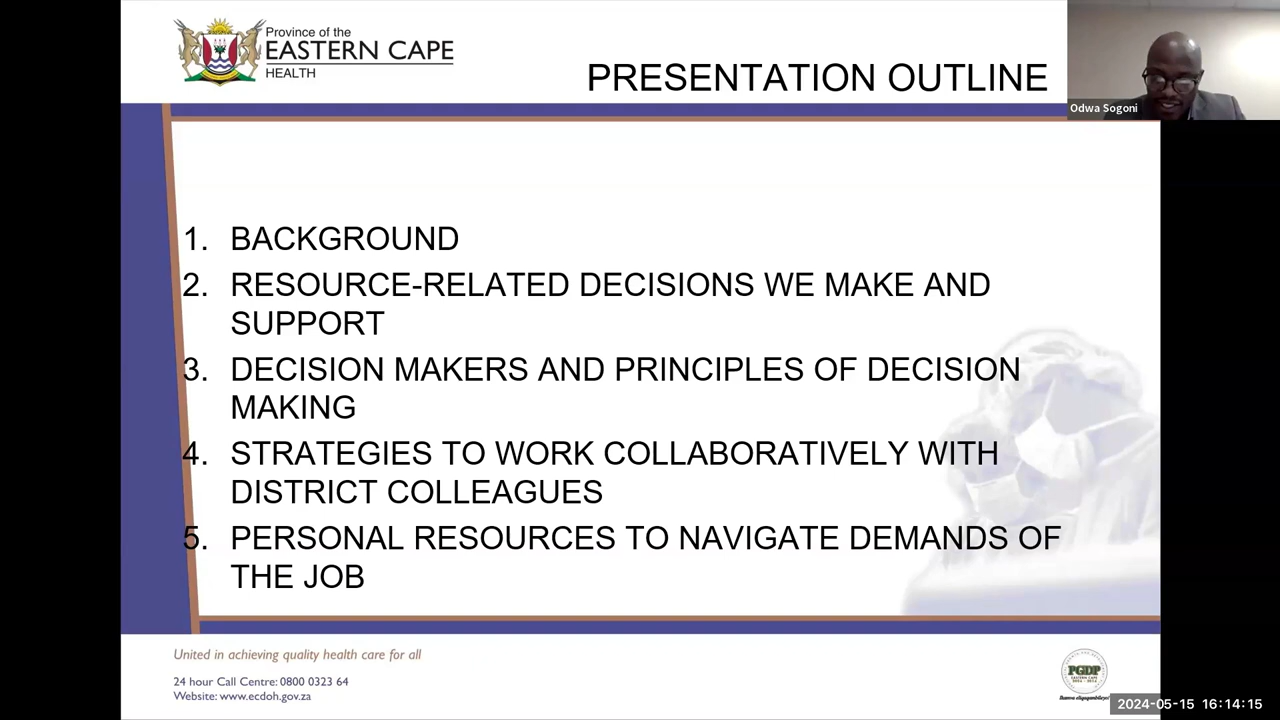 Province of the
EASTERN CAPE
HEALTH
PRESENTATION OUTLINE
Odwa Sogoni
1. BACKGROUND
2. RESOURCE-RELATED DECISIONS WE MAKE AND
SUPPORT
3. DECISION MAKERS AND PRINCIPLES OF DECISION
MAKING
4. STRATEGIES TO WORK COLLABORATIVELY WITH
DISTRICT COLLEAGUES
5. PERSONAL RESOURCES TO NAVIGATE DEMANDS OF
THE JOB
United in achieving quality health care for all
24 hour Call Centre: 0800 0323 64
Website: www.ecdoh.gov.za
PGDP
EASTERN CAPE
2024-05-15 16:14:15